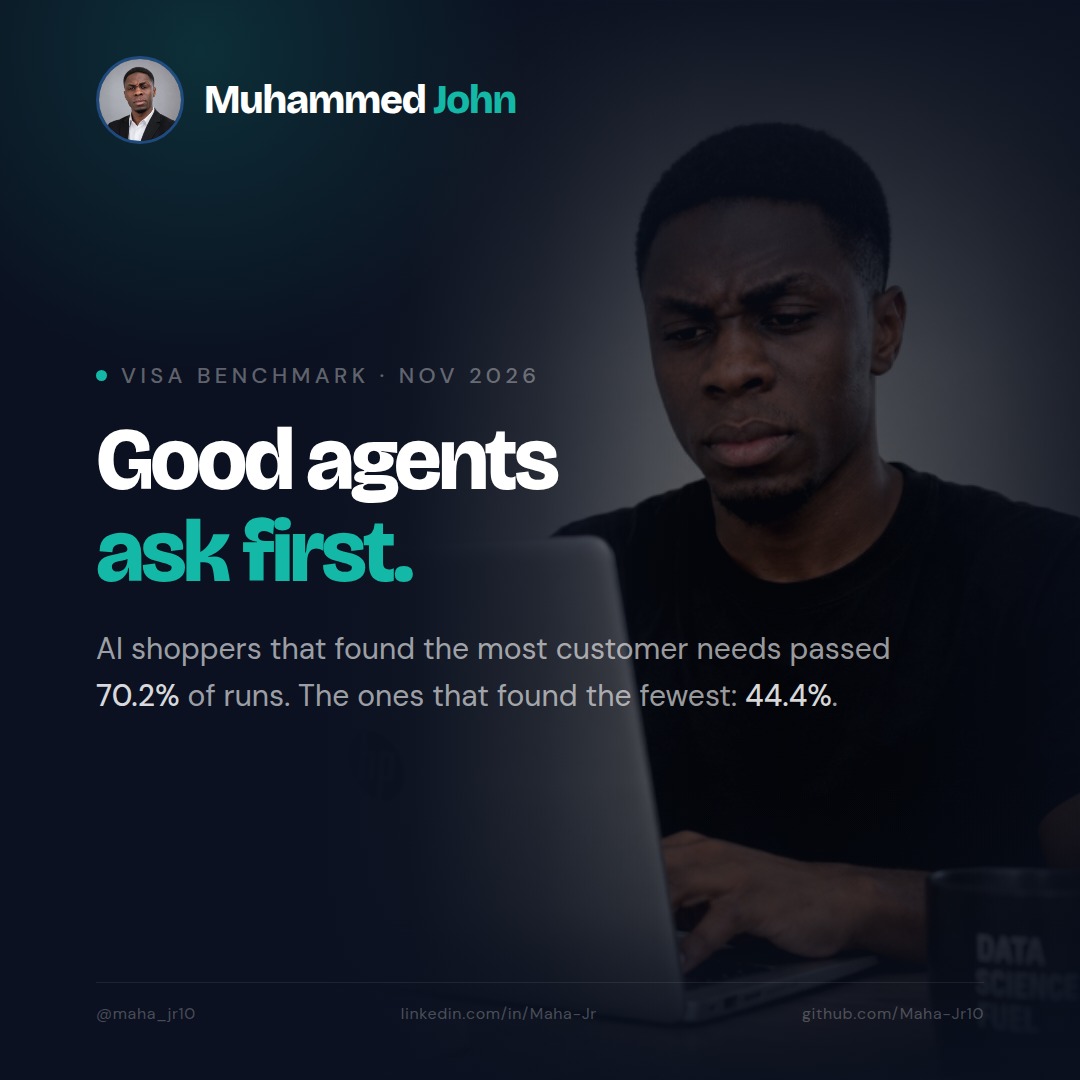 Muhammed John
VISA BENCHMARK · NOV 2026
Good agents
ask first.
AI shoppers that found the most customer needs passed
70.2% of runs. The ones that found the fewest: 44.4%.
hp
DATA
SCIENCE
FUEL
@maha_jr10
linkedin.com/in/Maha-Jr
github.com/Maha-Jr10